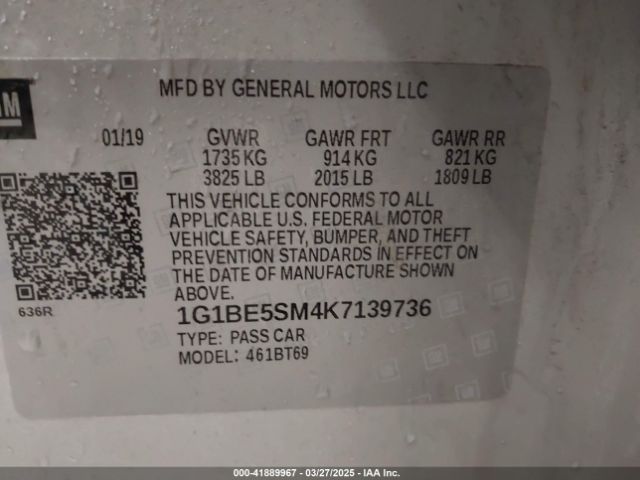 GM
MFD BY GENERAL MOTORS LLC
01/19 GVWR GAWR FRT GAWR RR
1735 KG 914 KG 821 KG
3825 LB 2015 LB 1809 LB
THIS VEHICLE CONFORMS TO ALL
APPLICABLE U.S. FEDERAL MOTOR
VEHICLE SAFETY, BUMPER, AND THEFT
PREVENTION STANDARDS IN EFFECT ON
THE DATE OF MANUFACTURE SHOWN
ABOVE.
636R
1G1BE5SM4K7139736
TYPE: PASS CAR
MODEL: 461BT69
© - 41889967 - 03/27/2025 - IAA Inc.